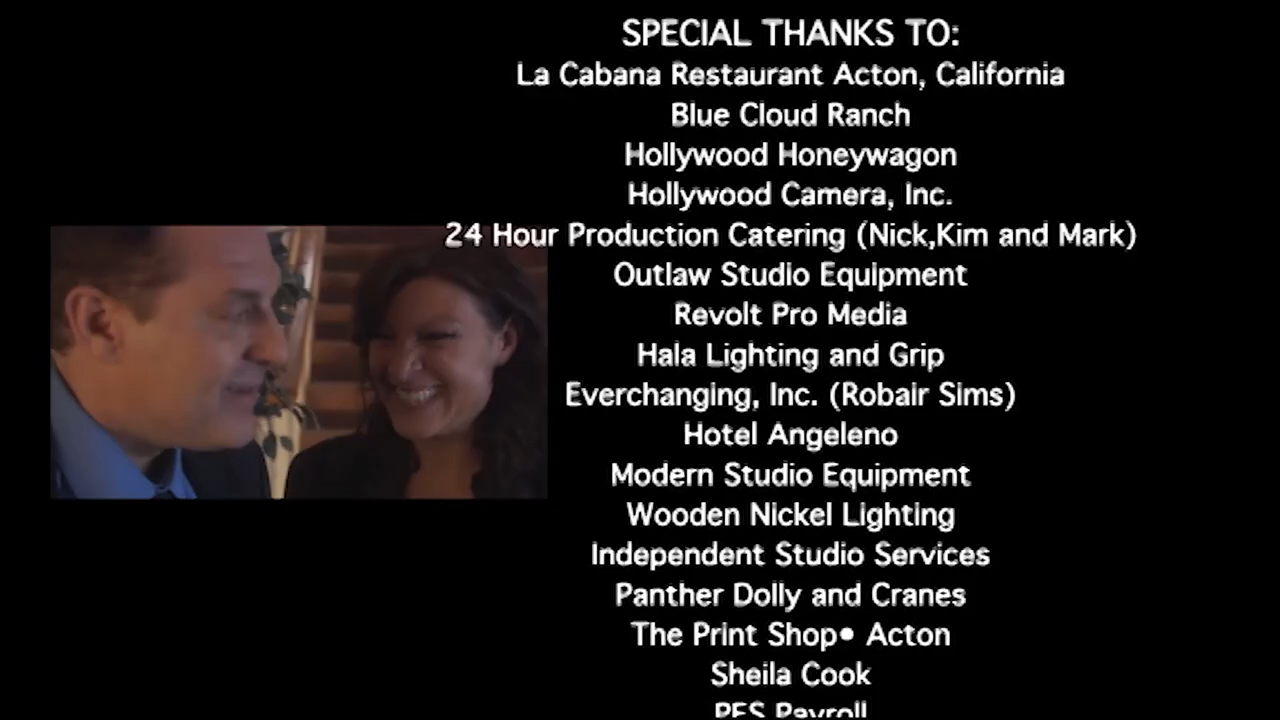 SPECIAL THANKS TO:
La Cabana Restaurant Acton, California
Blue Cloud Ranch
Hollywood Honeywagon
Hollywood Camera, Inc.
24 Hour Production Catering (Nick,Kim and Mark)
Outlaw Studio Equipment
Revolt Pro Media
Hala Lighting and Grip
Everchanging, Inc. (Robair Sims)
Hotel Angeleno
Modern Studio Equipment
Wooden Nickel Lighting
Independent Studio Services
Panther Dolly and Cranes
The Print Shop• Acton
Sheila Cook
Payroll